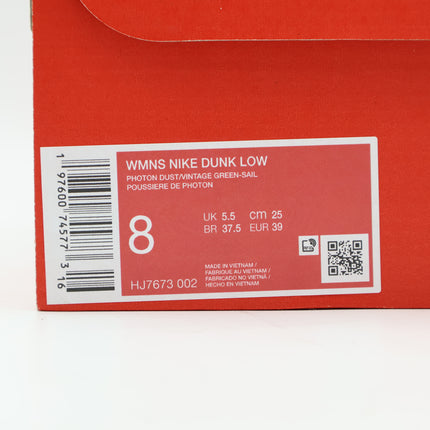 WMNS NIKE DUNK LOW
PHOTON DUST/VINTAGE GREEN-SAIL
POUSSIERE DE PHOTON
8
UK 5.5 cm 25
BR 37.5 EUR 39
MADE IN VIETNAM /
FABRIQUE AU VIETNAM /
FABRICADO NO VIETNÃ /
HECHO EN VIETNAM
HJ7673 002
1 97600 74577 3 16